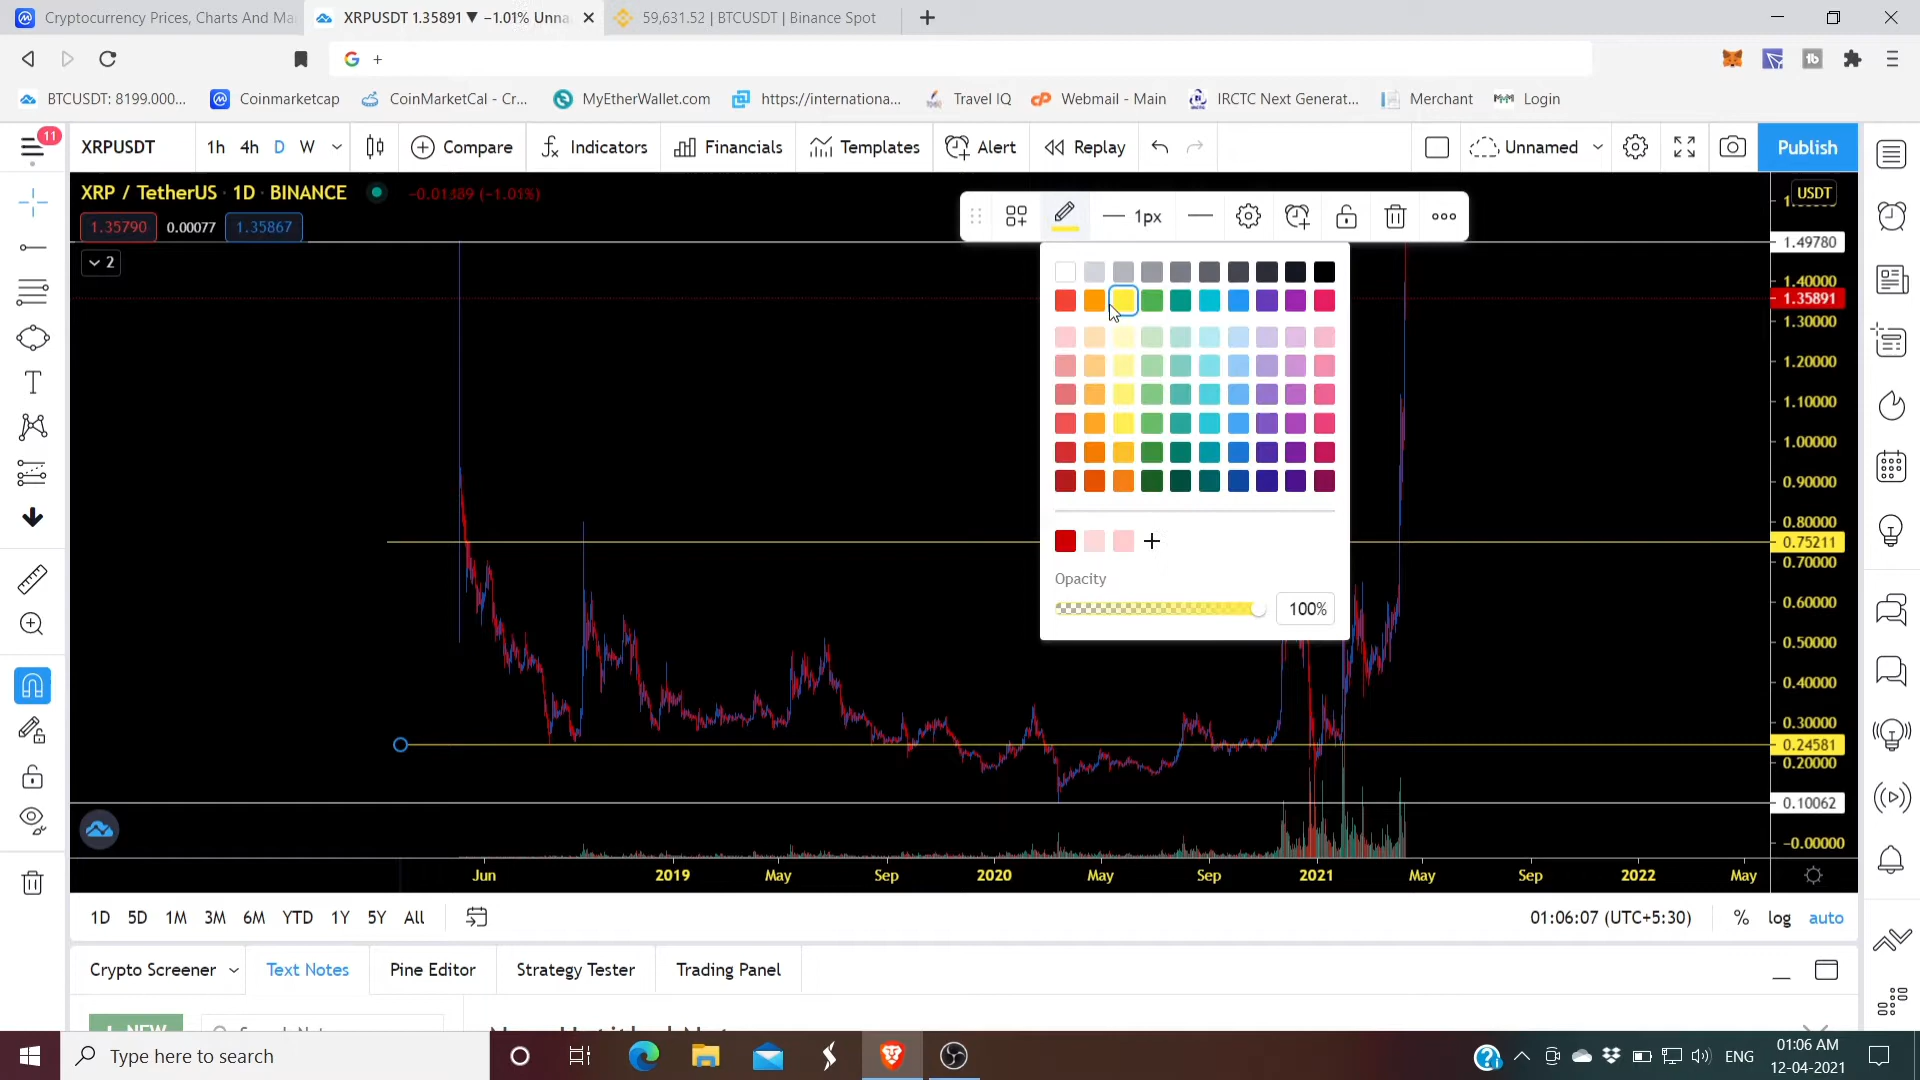 Cryptocurrency Prices, Charts And Ma
XRPUSDT 1.35891 ▼ −1.01% Unna
59,631.52 | BTCUSDT | Binance Spot
BTCUSDT: 8199.000...
Coinmarketcap
CoinMarketCal - Cr...
MyEtherWallet.com
https://internationa...
Travel IQ
Webmail - Main
IRCTC Next Generat...
Merchant
Login
11
XRPUSDT
1h 4h D W
Compare
Indicators
Financials
Templates
Alert
Replay
Unnamed
Publish
XRP / TetherUS · 1D · BINANCE
−0.01389 (−1.01%)
1.35790 0.00077 1.35867
2
1px
USDT
1.49780
1.40000
1.35891
1.30000
1.20000
1.10000
1.00000
0.90000
0.80000
0.75211
0.70000
0.60000
0.50000
0.40000
0.30000
0.24581
0.20000
0.10062
−0.00000
Opacity
100%
Jun 2019 May Sep 2020 May Sep 2021 May Sep 2022 May
1D 5D 1M 3M 6M YTD 1Y 5Y All
01:06:07 (UTC+5:30)
% log auto
Crypto Screener
Text Notes
Pine Editor
Strategy Tester
Trading Panel
NEW
Type here to search
ENG
01:06 AM
12-04-2021